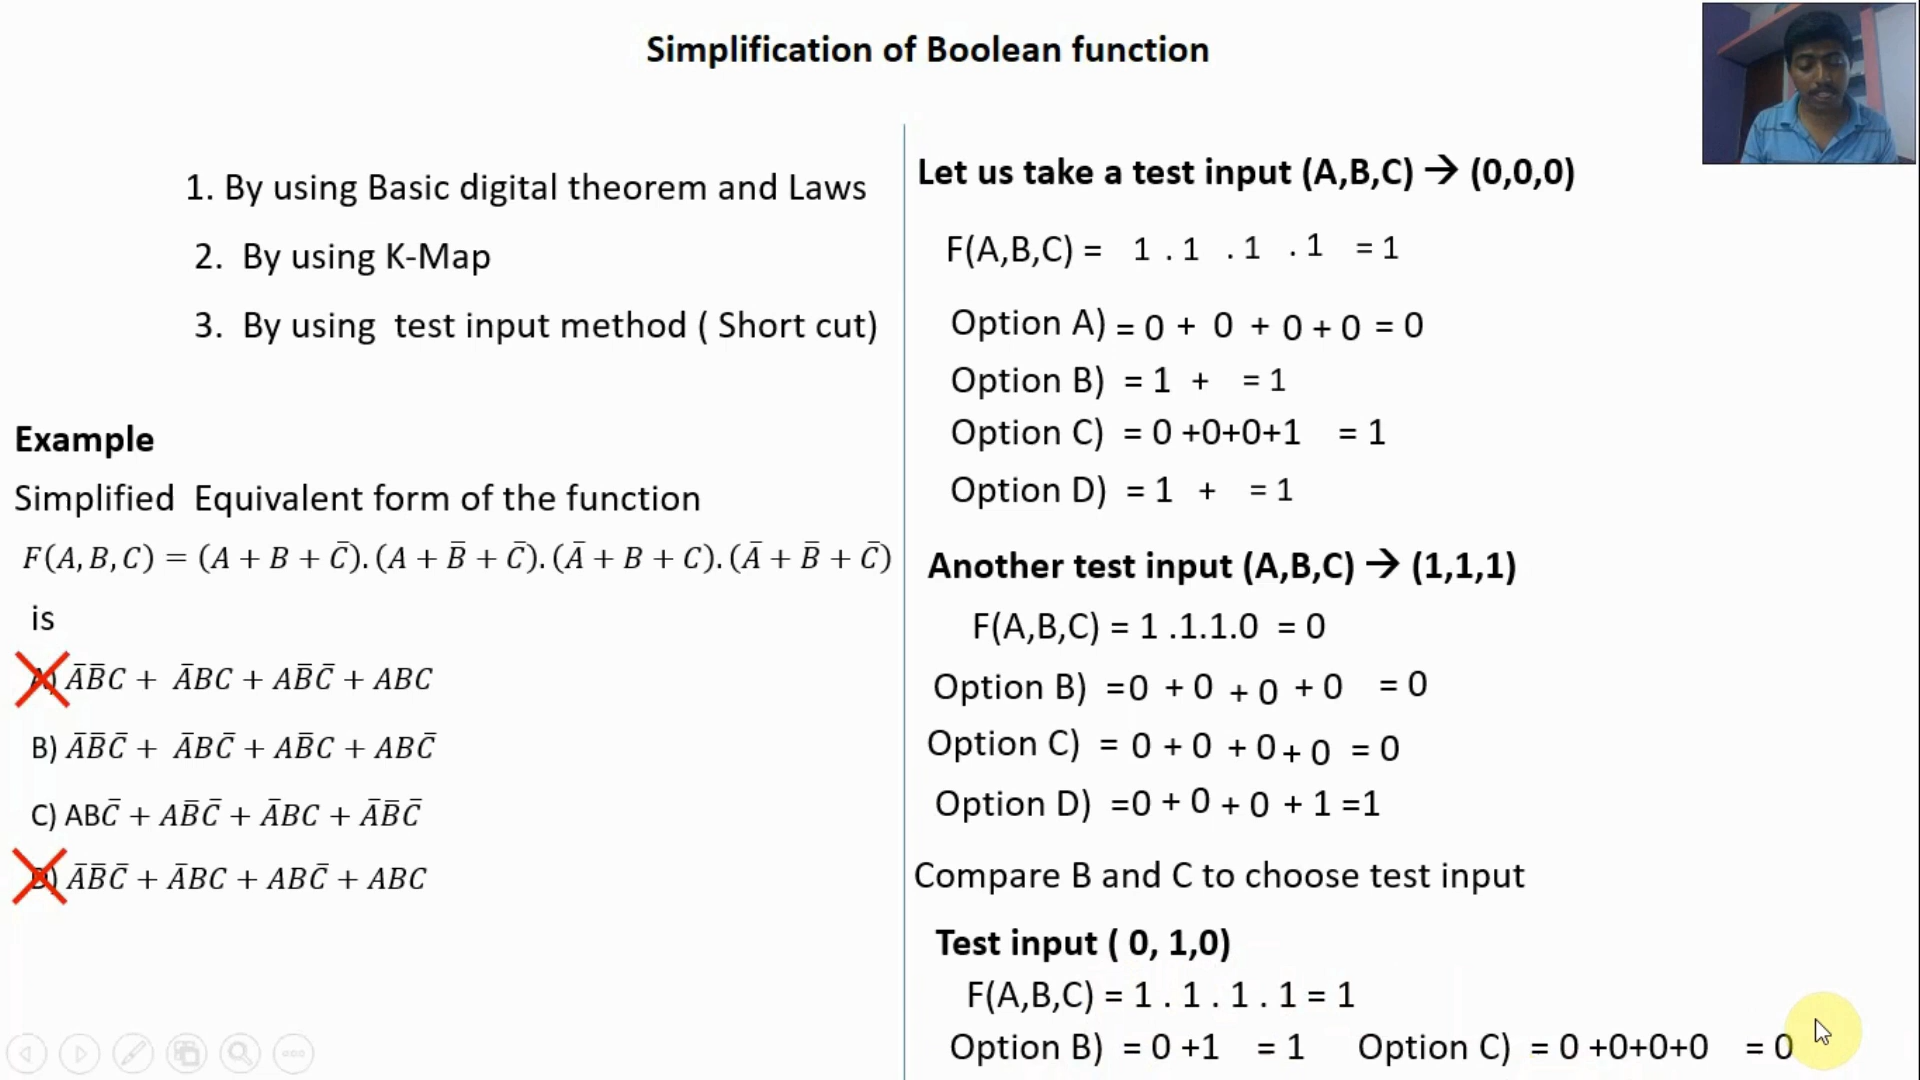 Simplification of Boolean function
1. By using Basic digital theorem and Laws
2. By using K-Map
3. By using test input method ( Short cut)
Example
Simplified Equivalent form of the function
F(A, B, C) = (A + B + C̄). (A + B̄ + C̄). (Ā + B + C). (Ā + B̄ + C̄)
is
A) ĀB̄C + ĀBC + AB̄C̄ + ABC
B) ĀB̄C̄ + ĀBC̄ + AB̄C + ABC̄
C) ABC̄ + AB̄C̄ + ĀBC + ĀB̄C̄
D) ĀB̄C̄ + ĀBC + ABC̄ + ABC
Let us take a test input (A,B,C) → (0,0,0)
F(A,B,C) = 1 . 1 . 1 . 1 = 1
Option A) = 0 + 0 + 0 + 0 = 0
Option B) = 1 + = 1
Option C) = 0 +0+0+1 = 1
Option D) = 1 + = 1
Another test input (A,B,C) → (1,1,1)
F(A,B,C) = 1 .1.1.0 = 0
Option B) =0 + 0 + 0 + 0 = 0
Option C) = 0 + 0 + 0 + 0 = 0
Option D) =0 + 0 + 0 + 1 =1
Compare B and C to choose test input
Test input ( 0, 1,0)
F(A,B,C) = 1 . 1 . 1 . 1 = 1
Option B) = 0 +1 = 1 Option C) = 0 +0+0+0 = 0